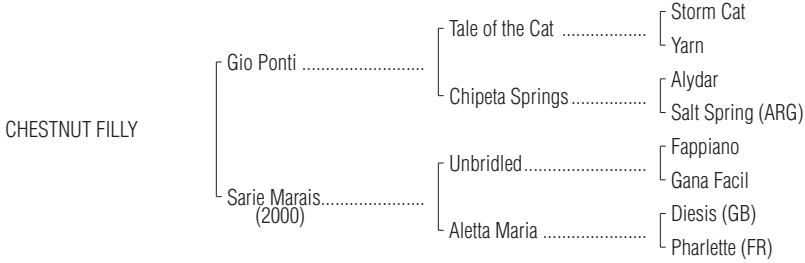 Storm Cat
Tale of the Cat ..................
Yarn
Gio Ponti ..........................
Alydar
Chipeta Springs................
Salt Spring (ARG)
CHESTNUT FILLY
Fappiano
Unbridled..........................
Gana Facil
Sarie Marais......................
(2000)
Diesis (GB)
Aletta Maria ......................
Pharlette (FR)